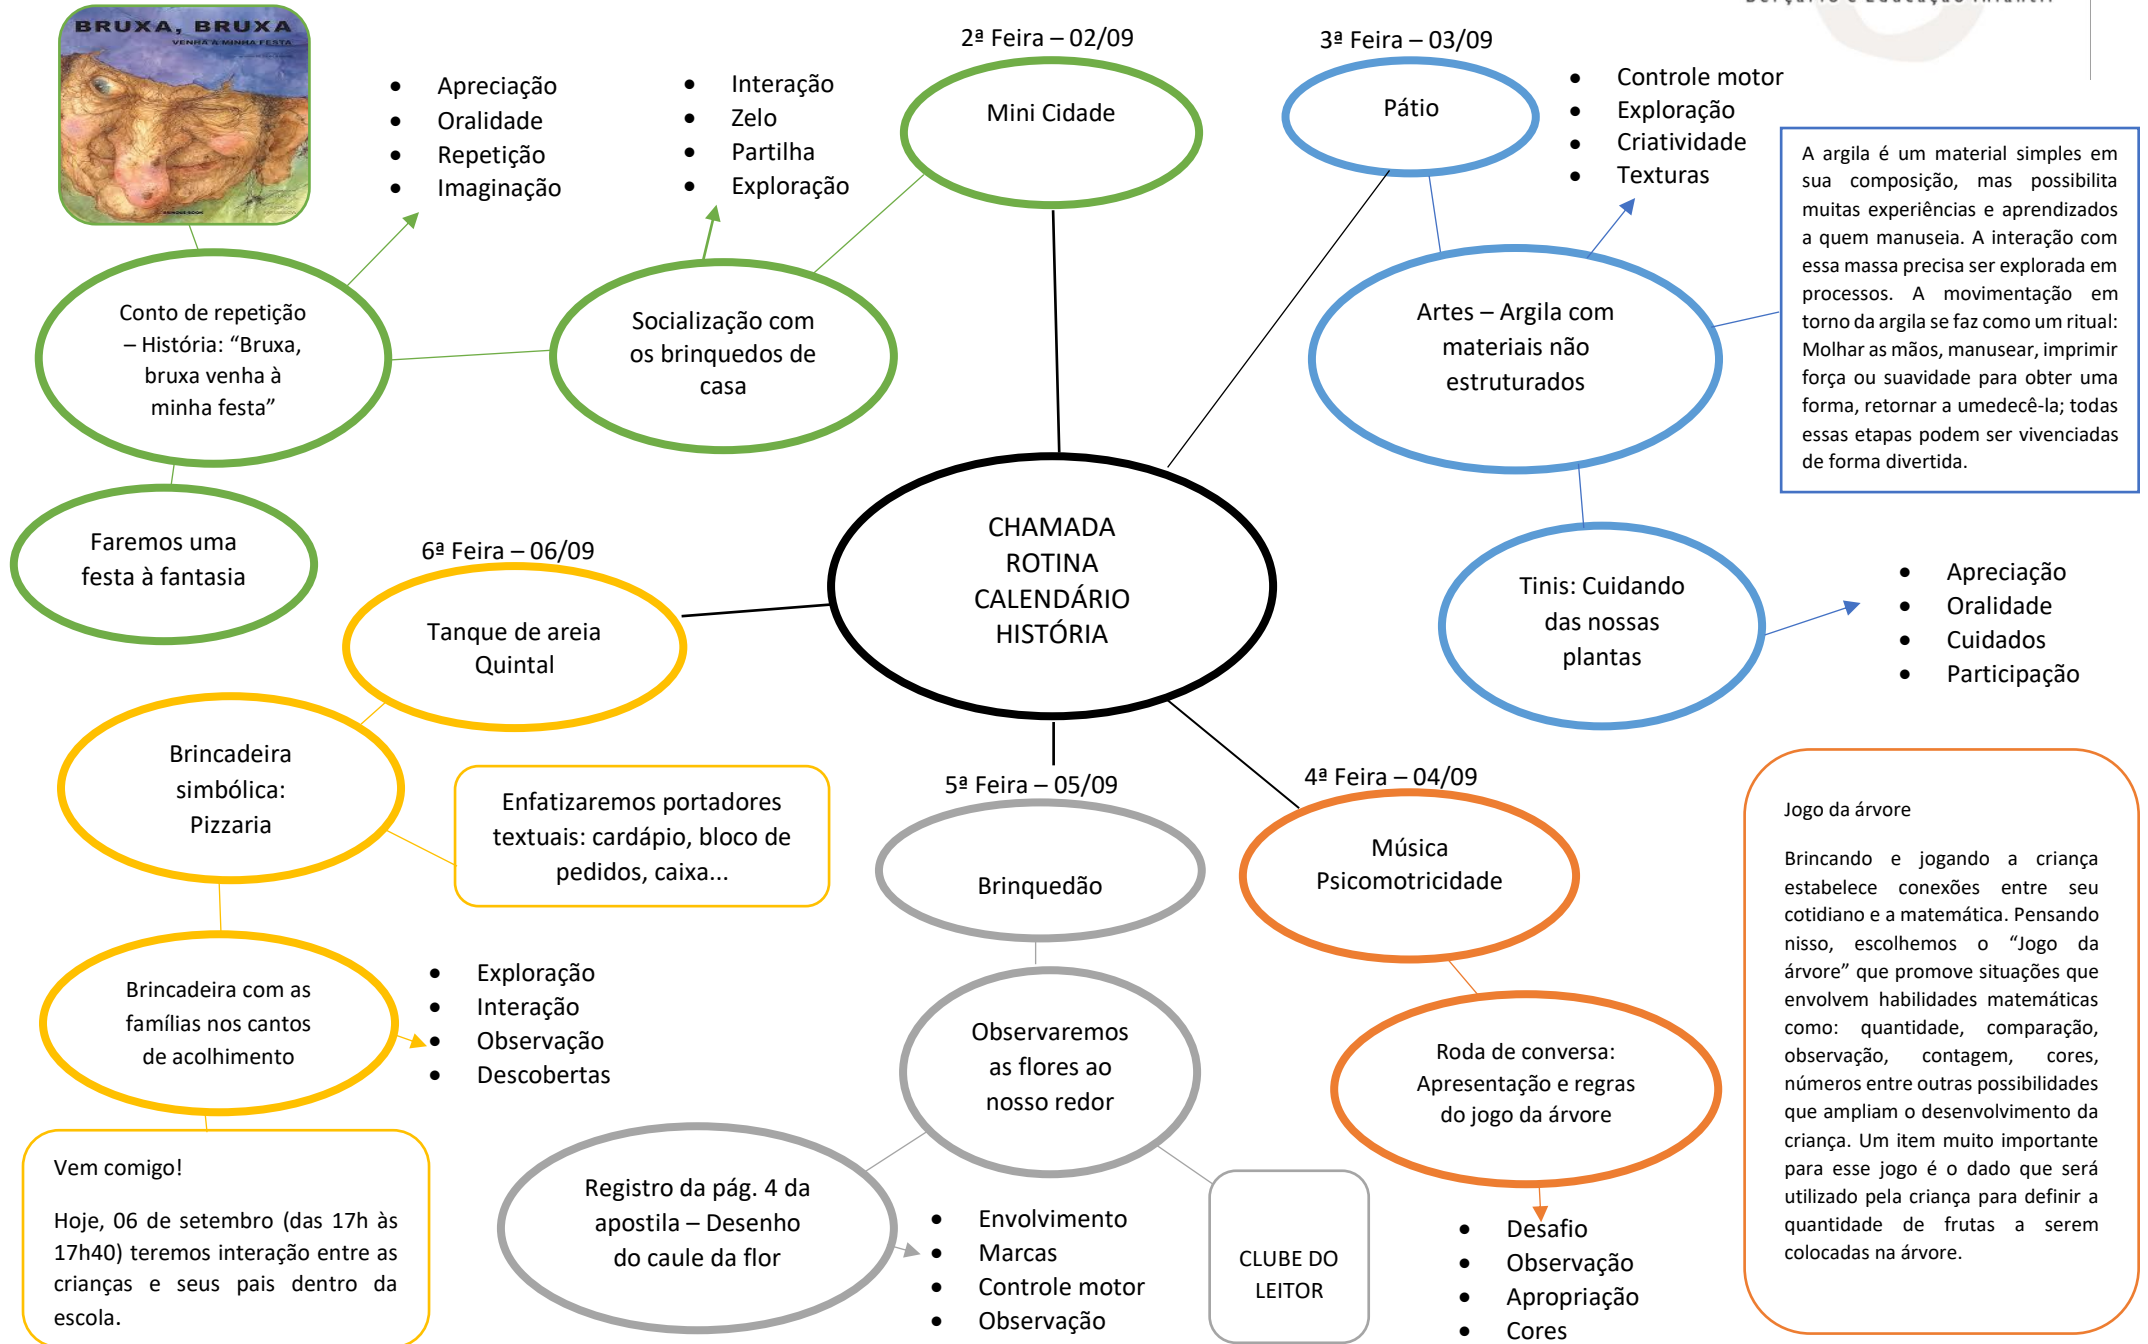 Berçário e Educação Infantil
BRUXA, BRUXA
VENHA À MINHA FESTA
2ª Feira – 02/09
Mini Cidade
• Interação
• Zelo
• Partilha
• Exploração
Socialização com
os brinquedos de
casa
• Apreciação
• Oralidade
• Repetição
• Imaginação
Conto de repetição
– História: “Bruxa,
bruxa venha à
minha festa”
Faremos uma
festa à fantasia
3ª Feira – 03/09
Pátio
• Controle motor
• Exploração
• Criatividade
• Texturas
Artes – Argila com
materiais não
estruturados
A argila é um material simples em
sua composição, mas possibilita
muitas experiências e aprendizados
a quem manuseia. A interação com
essa massa precisa ser explorada em
processos. A movimentação em
torno da argila se faz como um ritual:
Molhar as mãos, manusear, imprimir
força ou suavidade para obter uma
forma, retornar a umedecê-la; todas
essas etapas podem ser vivenciadas
de forma divertida.
Tinis: Cuidando
das nossas
plantas
• Apreciação
• Oralidade
• Cuidados
• Participação
CHAMADA
ROTINA
CALENDÁRIO
HISTÓRIA
4ª Feira – 04/09
Música
Psicomotricidade
Roda de conversa:
Apresentação e regras
do jogo da árvore
• Desafio
• Observação
• Apropriação
• Cores
Jogo da árvore
Brincando e jogando a criança
estabelece conexões entre seu
cotidiano e a matemática. Pensando
nisso, escolhemos o “Jogo da
árvore” que promove situações que
envolvem habilidades matemáticas
como: quantidade, comparação,
observação, contagem, cores,
números entre outras possibilidades
que ampliam o desenvolvimento da
criança. Um item muito importante
para esse jogo é o dado que será
utilizado pela criança para definir a
quantidade de frutas a serem
colocadas na árvore.
5ª Feira – 05/09
Brinquedão
Observaremos
as flores ao
nosso redor
Registro da pág. 4 da
apostila – Desenho
do caule da flor
• Envolvimento
• Marcas
• Controle motor
• Observação
CLUBE DO
LEITOR
6ª Feira – 06/09
Tanque de areia
Quintal
Brincadeira
simbólica:
Pizzaria
Enfatizaremos portadores
textuais: cardápio, bloco de
pedidos, caixa...
Brincadeira com as
famílias nos cantos
de acolhimento
• Exploração
• Interação
• Observação
• Descobertas
Vem comigo!
Hoje, 06 de setembro (das 17h às
17h40) teremos interação entre as
crianças e seus pais dentro da
escola.